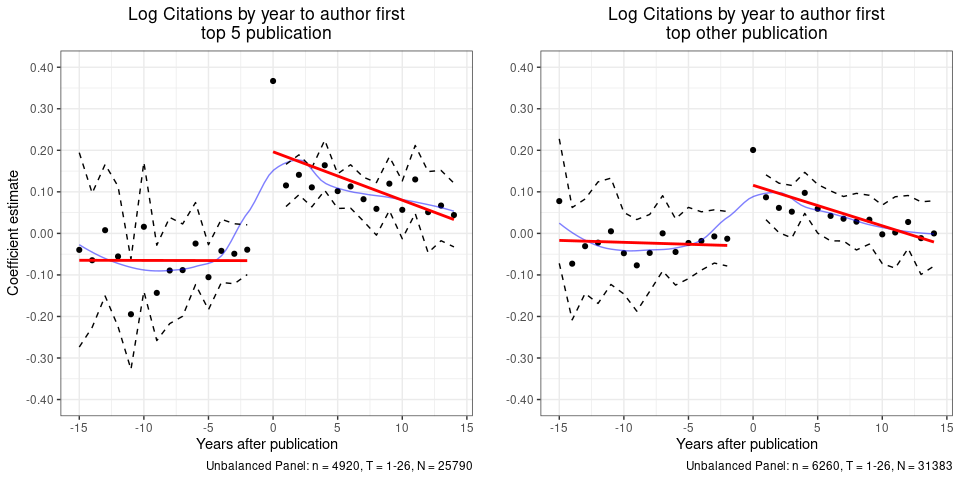 Log Citations by year to author first
top 5 publication
Coefficient estimate
0.40
0.30
0.20
0.10
0.00
-0.10
-0.20
-0.30
-0.40
-15 -10 -5 0 5 10 15
Years after publication
Unbalanced Panel: n = 4920, T = 1-26, N = 25790
Log Citations by year to author first
top other publication
0.40
0.30
0.20
0.10
0.00
-0.10
-0.20
-0.30
-0.40
-15 -10 -5 0 5 10 15
Years after publication
Unbalanced Panel: n = 6260, T = 1-26, N = 31383